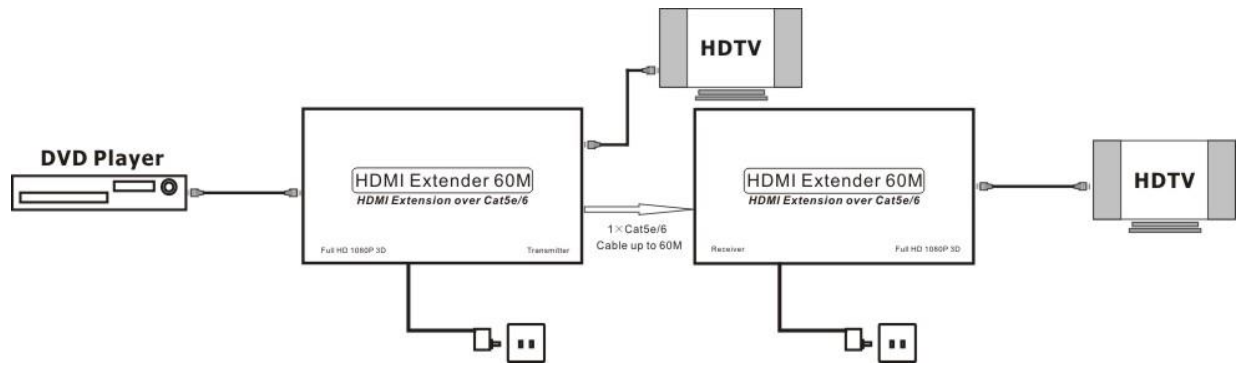 HDTV
DVD Player
HDMI Extender 60M
HDMI Extension over Cat5e/6
Full HD 1080P 3D
Transmitter
1×Cat5e/6
Cable up to 60M
HDMI Extender 60M
HDMI Extension over Cat5e/6
Receiver
Full HD 1080P 3D
HDTV